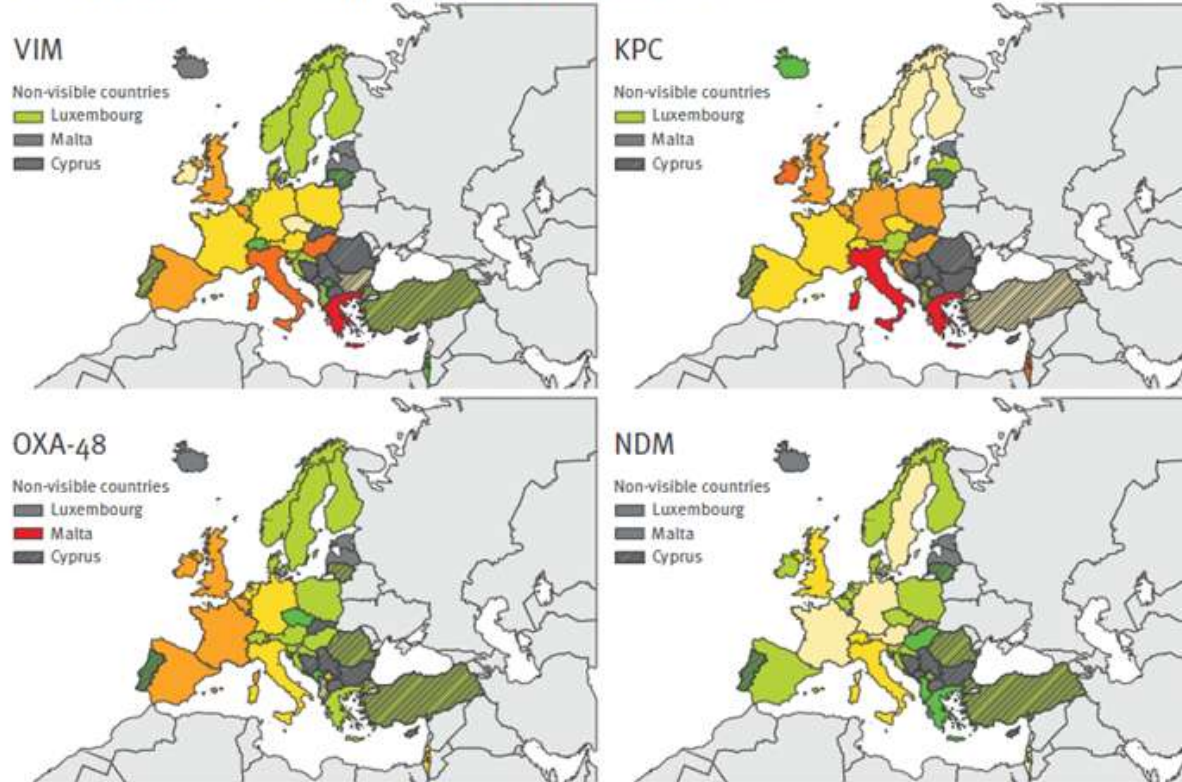 VIM
Non-visible countries
Luxembourg
Malta
Cyprus
KPC
Non-visible countries
Luxembourg
Malta
Cyprus
OXA-48
Non-visible countries
Luxembourg
Malta
Cyprus
NDM
Non-visible countries
Luxembourg
Malta
Cyprus